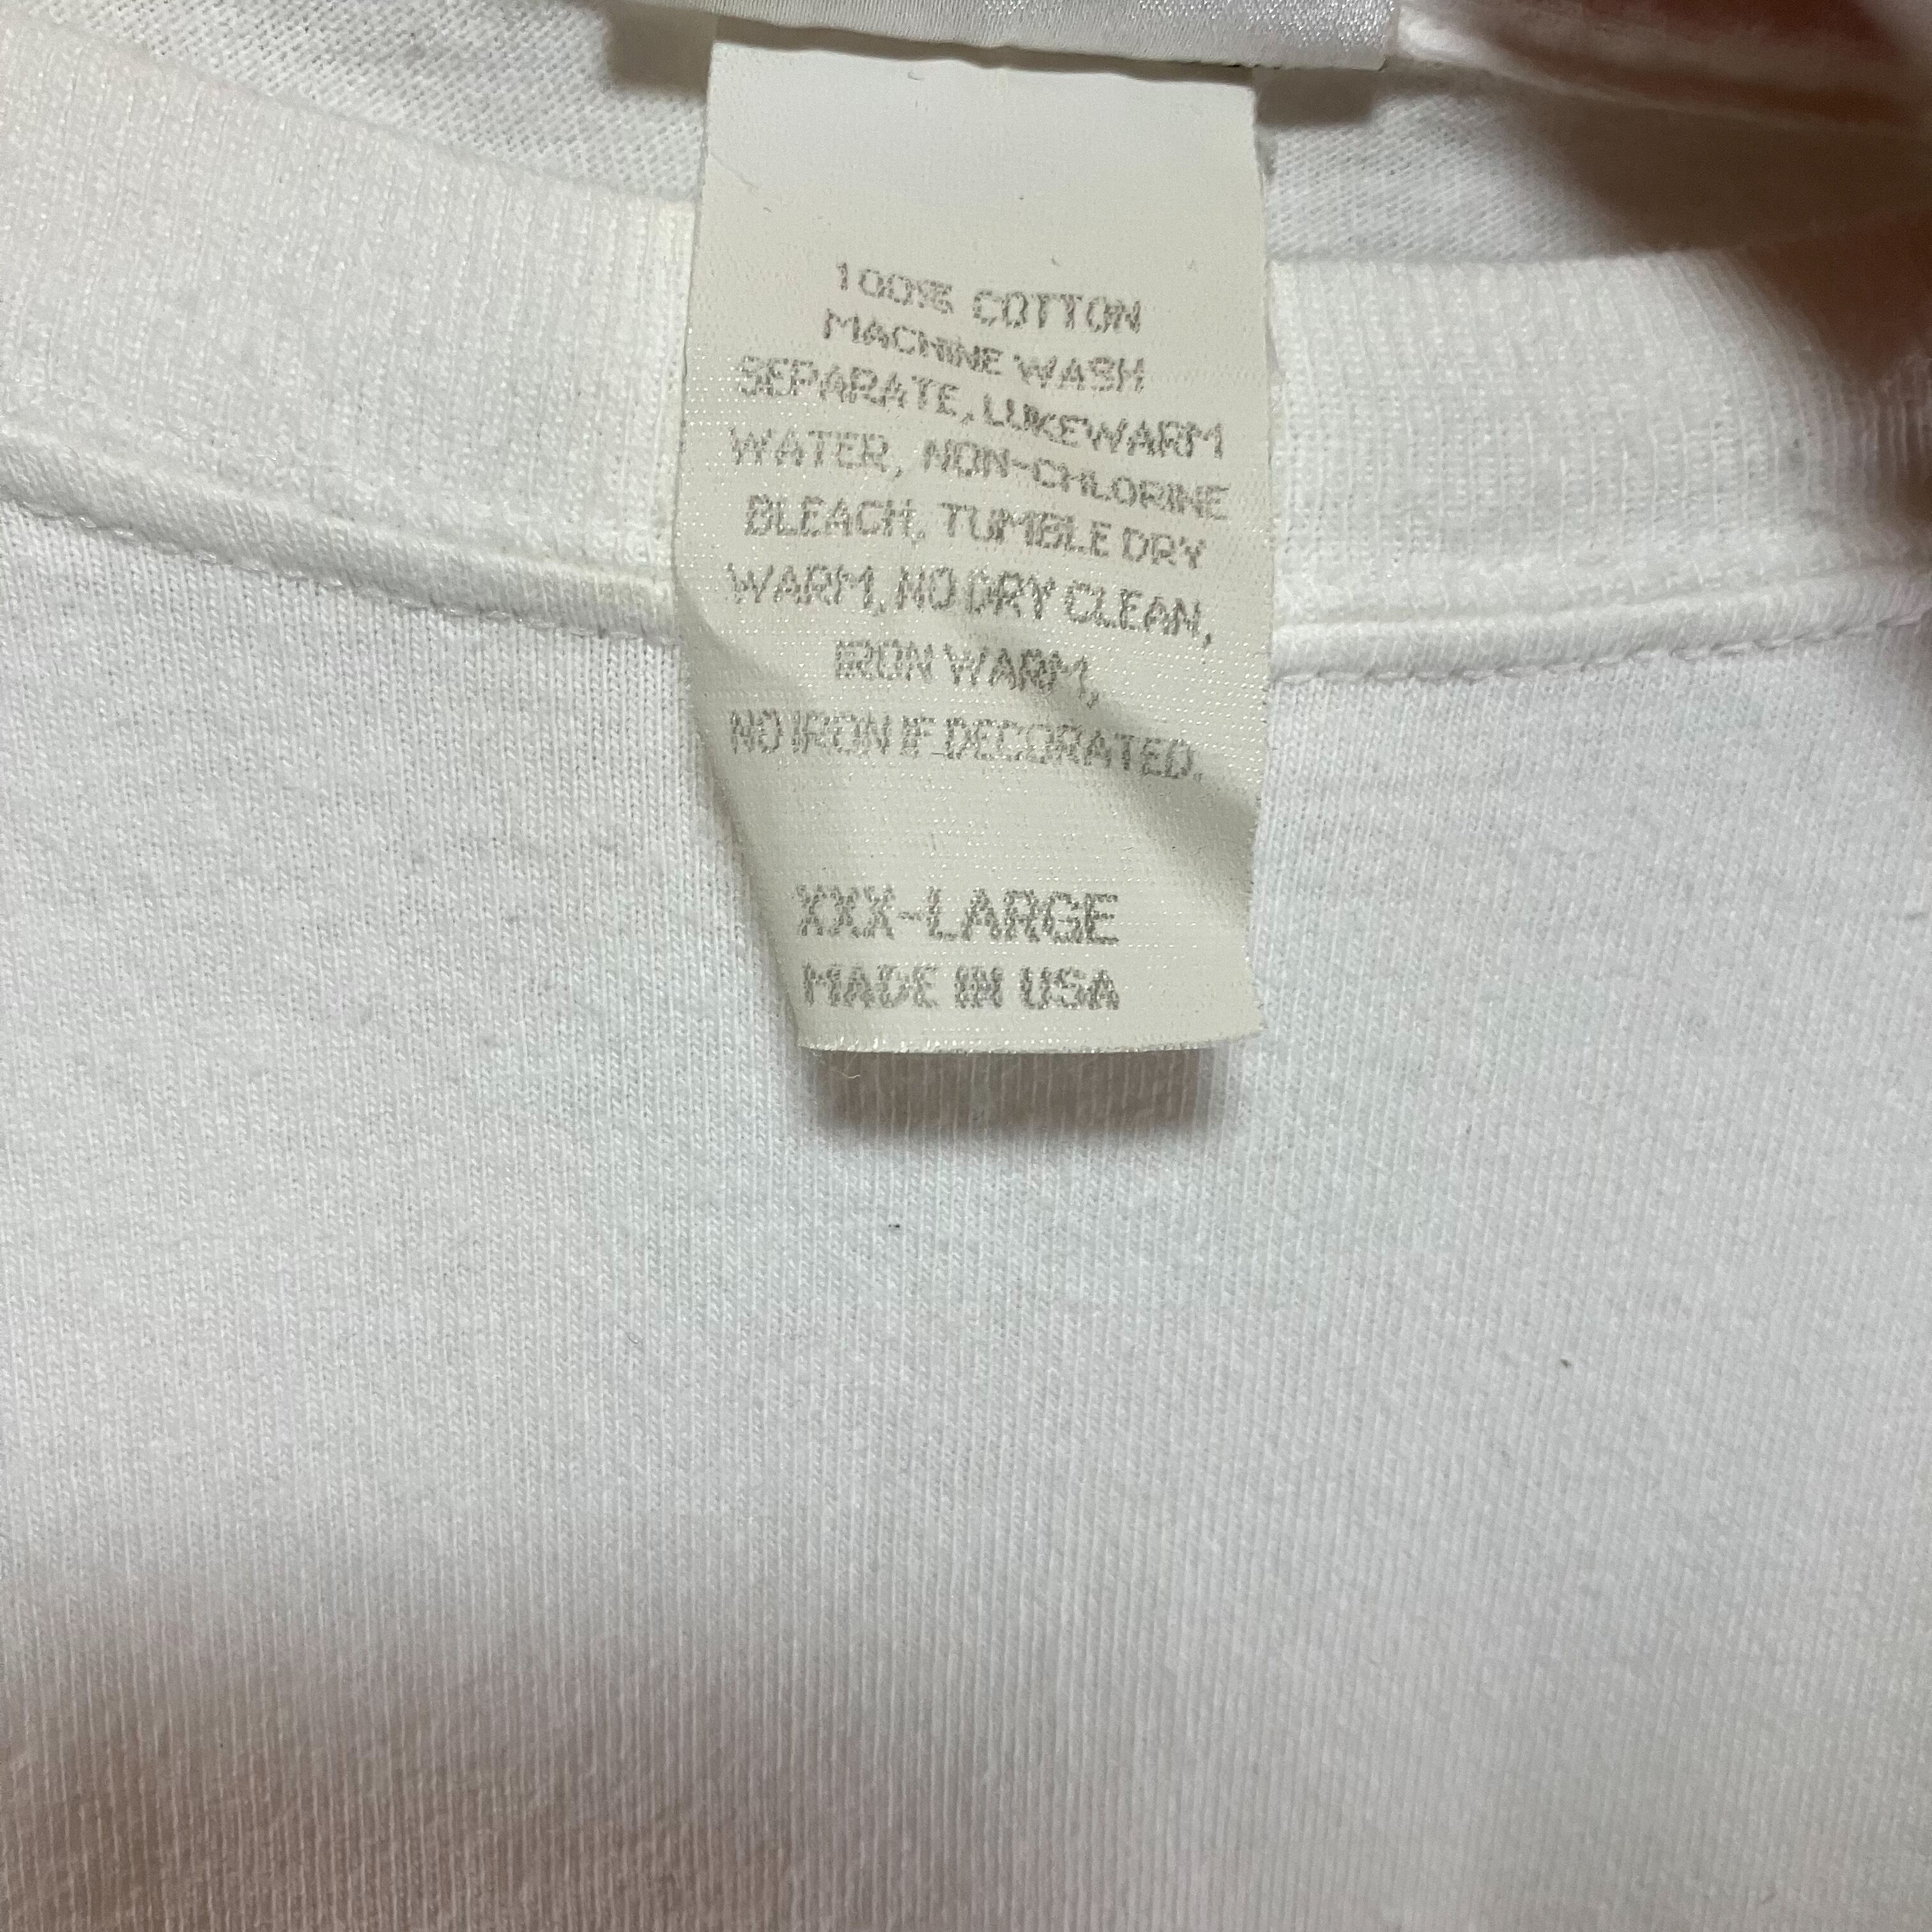 100% COTTON
MACHINE WASH
SEPARATE, LUKEWARM
WATER, NON-CHLORINE
BLEACH, TUMBLE DRY
WARM, NO DRY CLEAN,
IRON WARM,
NO IRON IF DECORATED.
XXX-LARGE
MADE IN USA